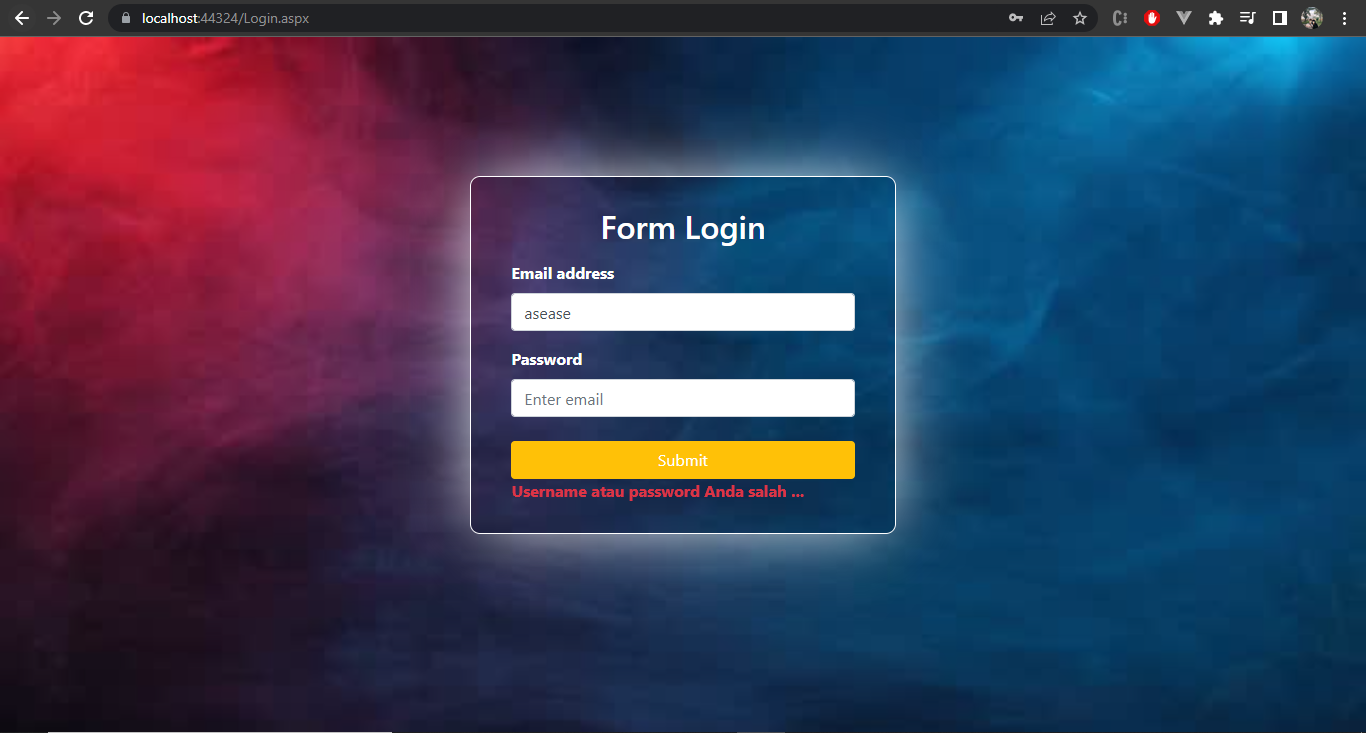 localhost:44324/Login.aspx
Form Login
Email address
asease
Password
Enter email
Submit
Username atau password Anda salah ...